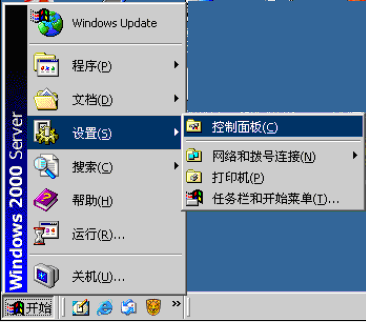 Windows Update
程序(P)
文档(D)
设置(S)
搜索(C)
帮助(H)
运行(R)...
关机(U)...
控制面板(C)
网络和拨号连接(N)
打印机(P)
任务栏和开始菜单(T)...
Windows 2000 Server
开始
»